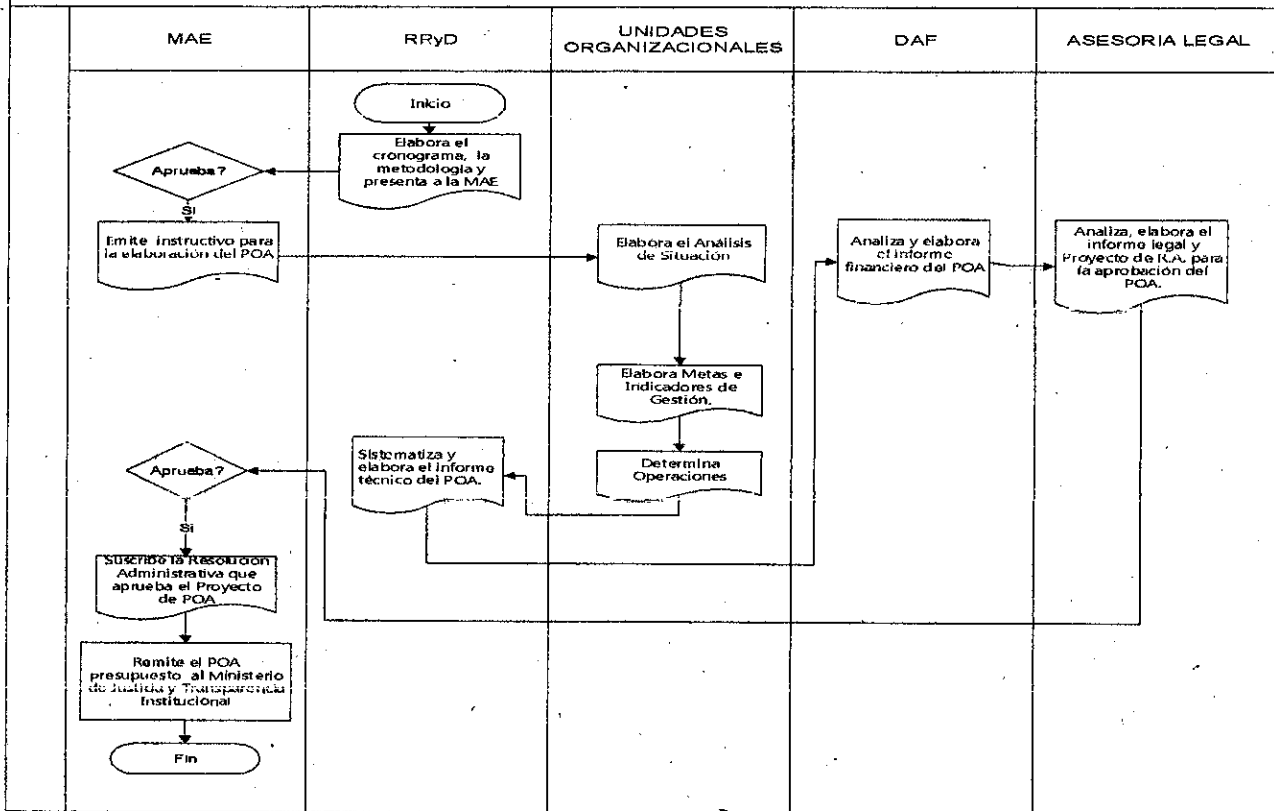 MAE
RRyD
UNIDADES
ORGANIZACIONALES
DAF
ASESORIA LEGAL
Inicio
Elabora el
cronograma, la
metodología y
presenta a la MAE
Aprueba?
Si
Emite instructivo para
la elaboración del POA
Elabora el Análisis
de Situación
Analiza y elabora
el informe
financiero del POA
Analiza, elabora el
informe legal y
Proyecto de R.A. para
la aprobación del
POA.
Elabora Metas e
Indicadores de
Gestión.
Determina
Operaciones
Sistematiza y
elabora el informe
técnico del POA.
Aprueba?
Si
Suscribe la Resolución
Administrativa que
aprueba el Proyecto
de POA
Remite el POA
presupuesto al Ministerio
de Justicia y Transparencia
Institucional
Fin